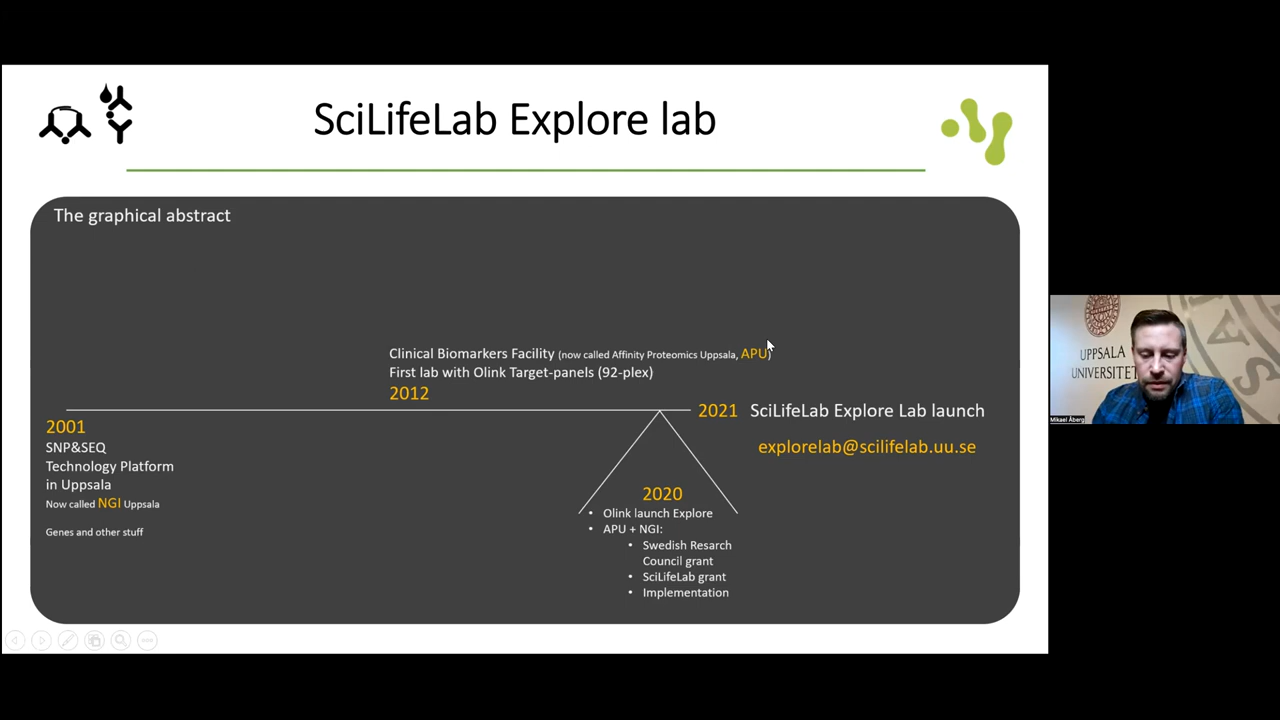 SciLifeLab Explore lab
The graphical abstract
Clinical Biomarkers Facility (now called Affinity Proteomics Uppsala, APU)
First lab with Olink Target-panels (92-plex)
2012
2001
SNP&SEQ
Technology Platform
in Uppsala
Now called NGI Uppsala
Genes and other stuff
2021 SciLifeLab Explore Lab launch
explorelab@scilifelab.uu.se
2020
• Olink launch Explore
• APU + NGI:
• Swedish Resarch
Council grant
• SciLifeLab grant
• Implementation
UPPSALA
UNIVERSITET
Mikael Åberg